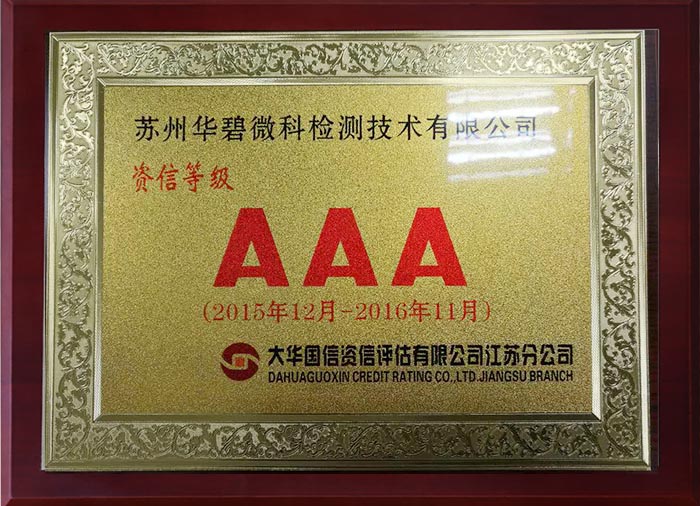 苏州华碧微科检测技术有限公司
资信等级
AAA
(2015年12月-2016年11月)
大华国信资信评估有限公司江苏分公司
DAHUAGUOXIN CREDIT RATING CO.,LTD.JIANGSU BRANCH